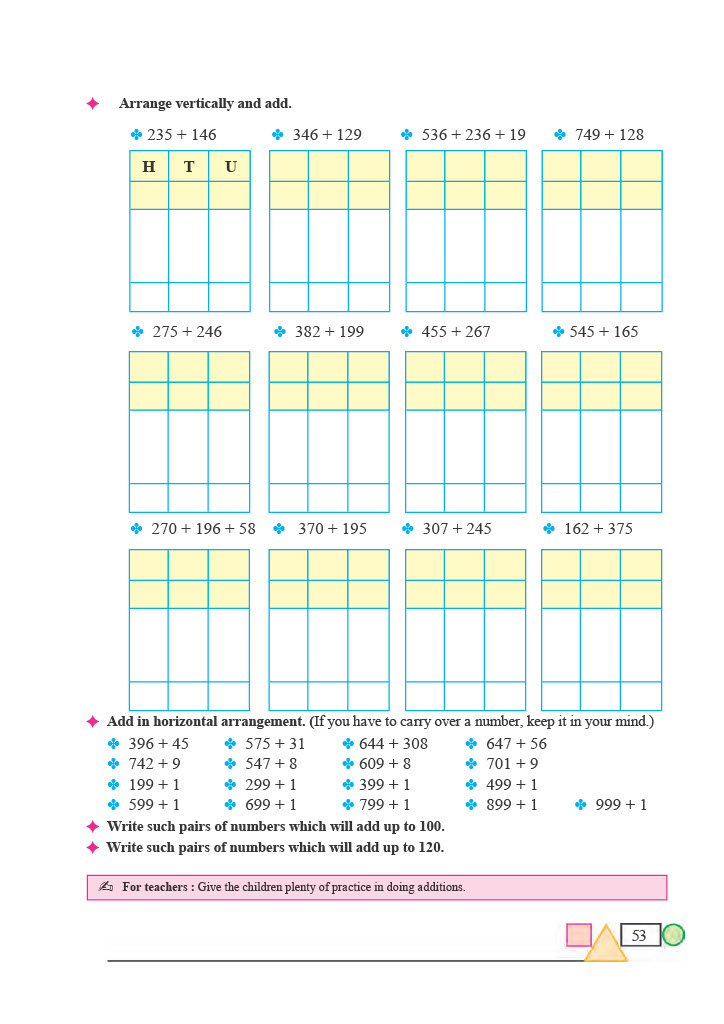 Arrange vertically and add.
235 + 146 346 + 129 536 + 236 + 19 749 + 128
H T U
275 + 246 382 + 199 455 + 267 545 + 165
270 + 196 + 58 370 + 195 307 + 245 162 + 375
Add in horizontal arrangement. (If you have to carry over a number, keep it in your mind.)
396 + 45 575 + 31 644 + 308 647 + 56
742 + 9 547 + 8 609 + 8 701 + 9
199 + 1 299 + 1 399 + 1 499 + 1
599 + 1 699 + 1 799 + 1 899 + 1 999 + 1
Write such pairs of numbers which will add up to 100.
Write such pairs of numbers which will add up to 120.
For teachers : Give the children plenty of practice in doing additions.
53